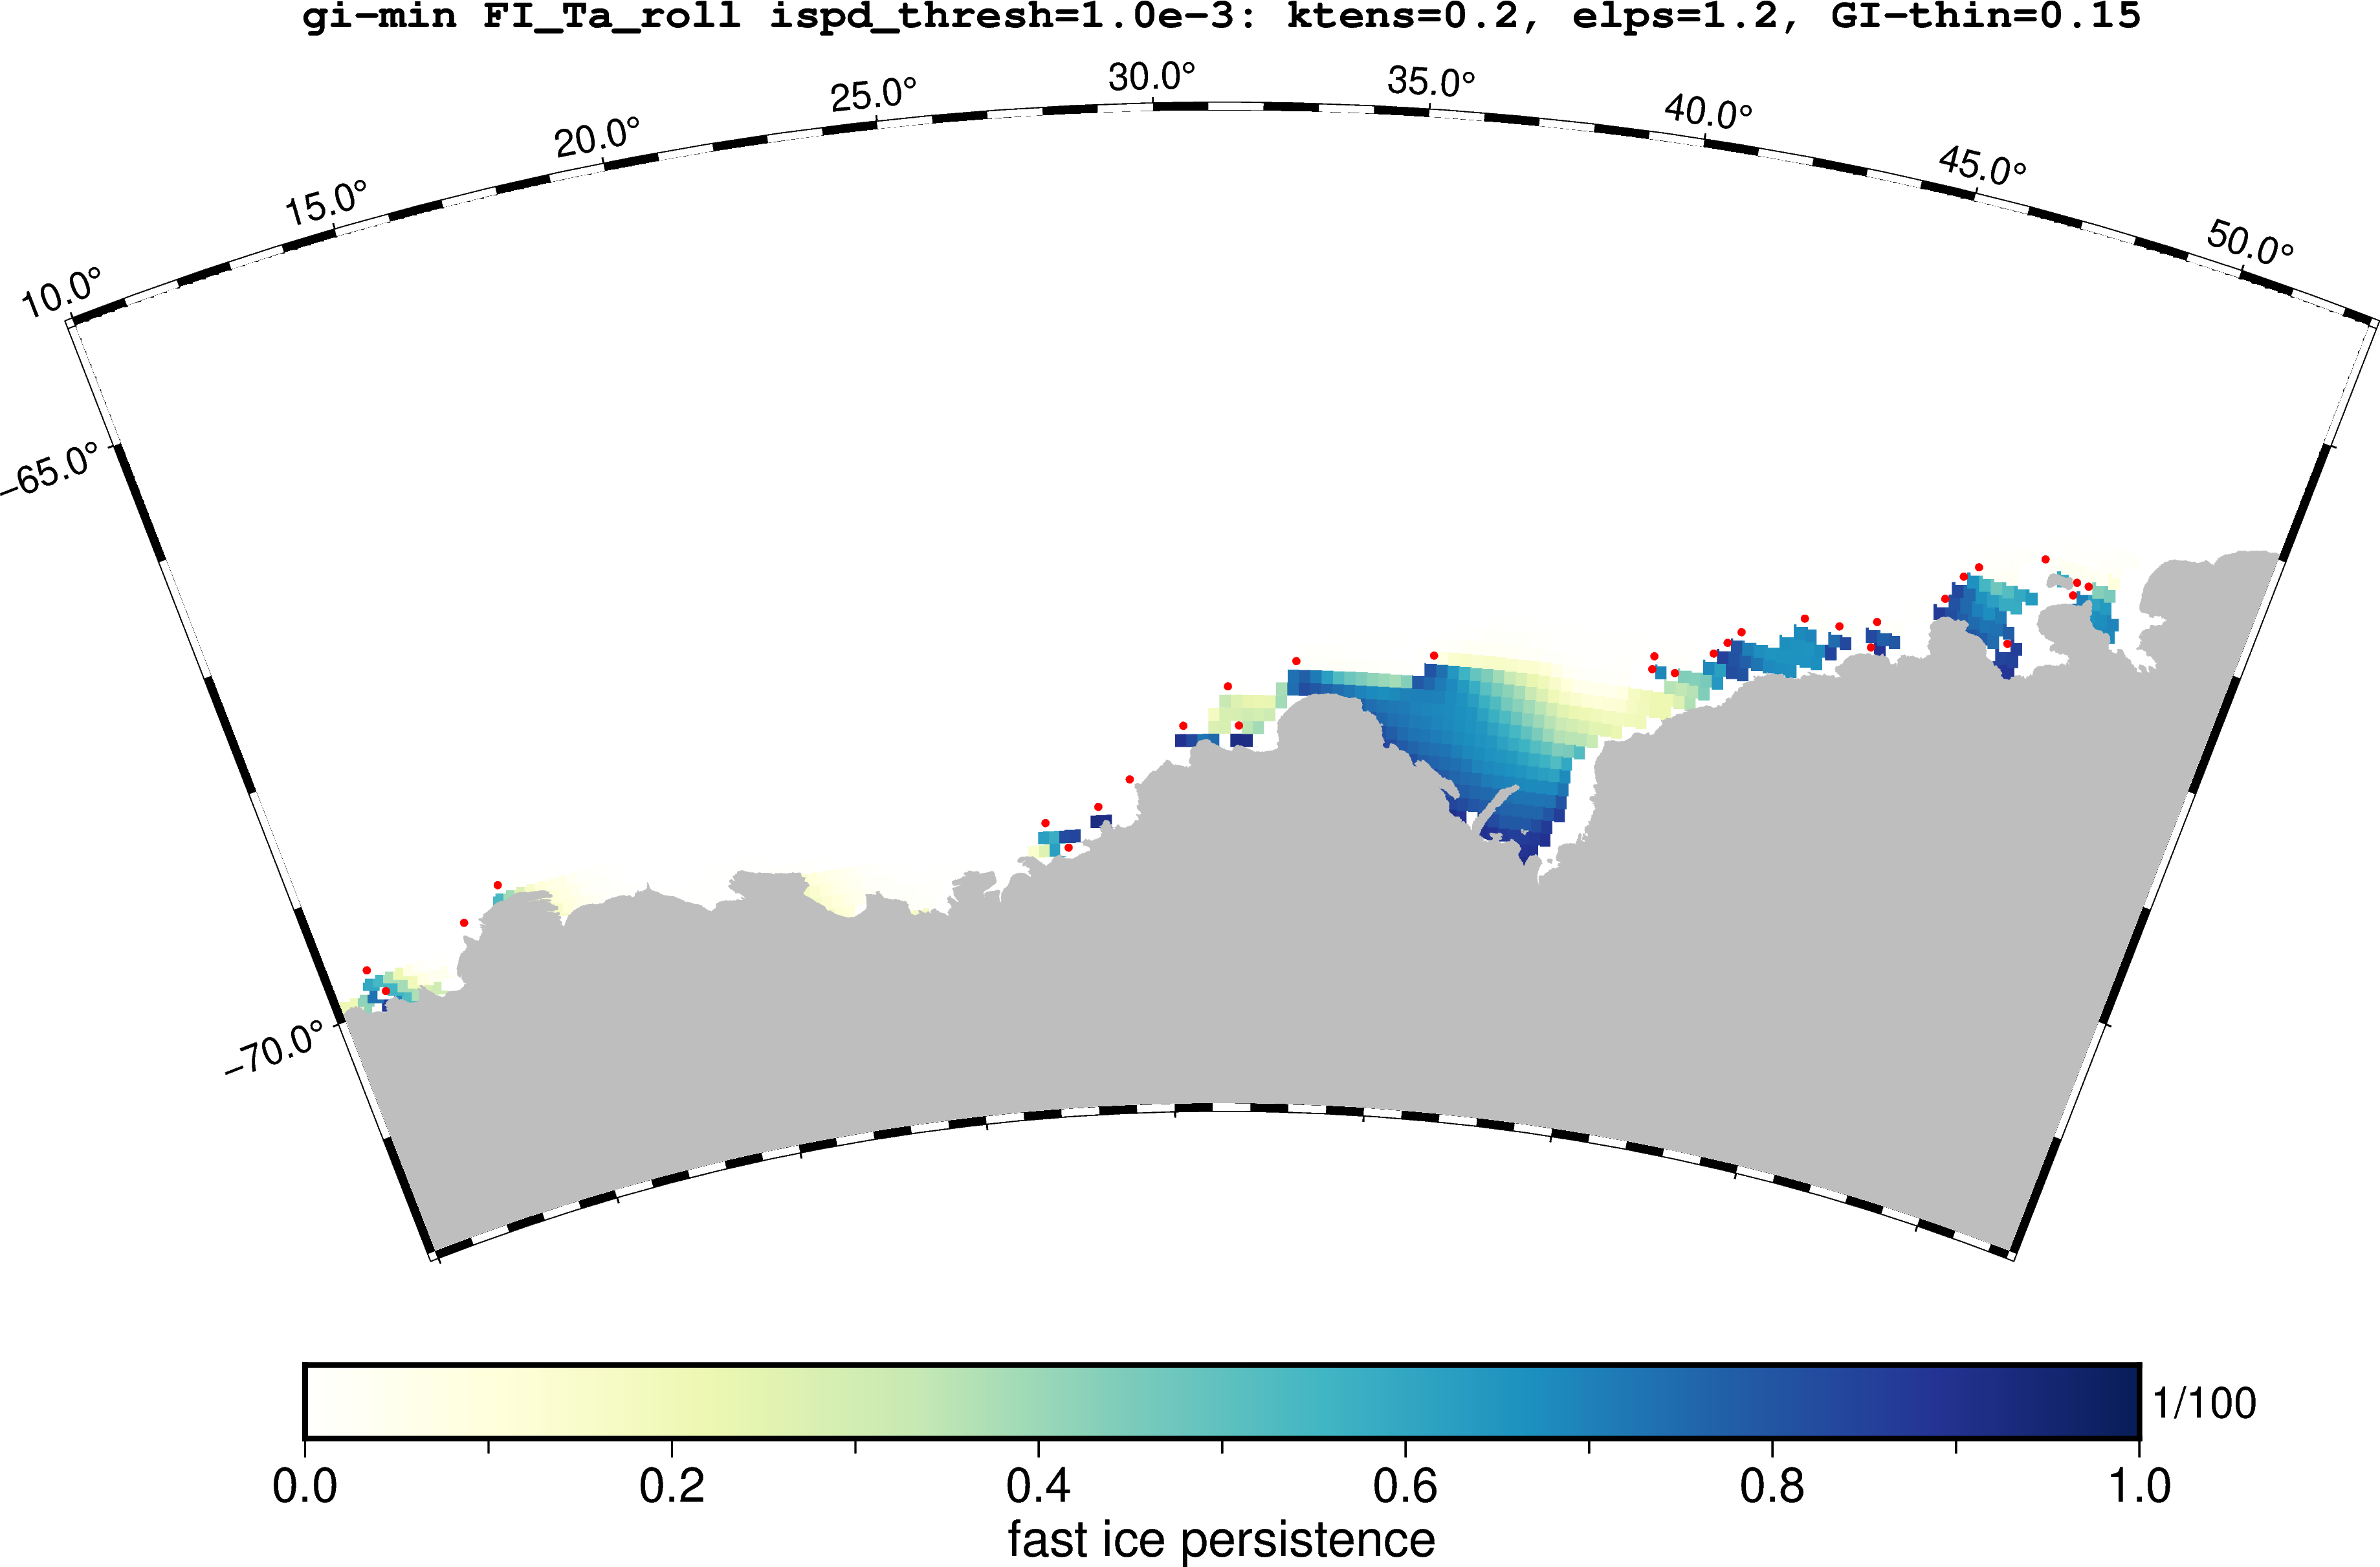 gi-min FI_Ta_roll ispd_thresh=1.0e-3: ktens=0.2, elps=1.2, GI-thin=0.15
10.0° 15.0° 20.0° 25.0° 30.0° 35.0° 40.0° 45.0° 50.0°
-65.0°
-70.0°
1/100
0.0 0.2 0.4 0.6 0.8 1.0
fast ice persistence